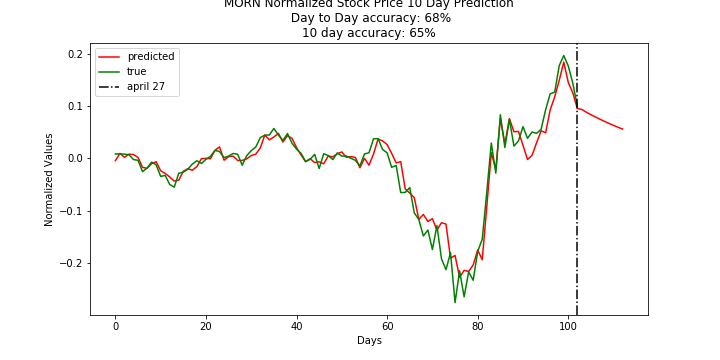 MORN Normalized Stock Price 10 Day Prediction
Day to Day accuracy: 68%
10 day accuracy: 65%
predicted
true
april 27
Normalized Values
0.2
0.1
0.0
−0.1
−0.2
0 20 40 60 80 100
Days